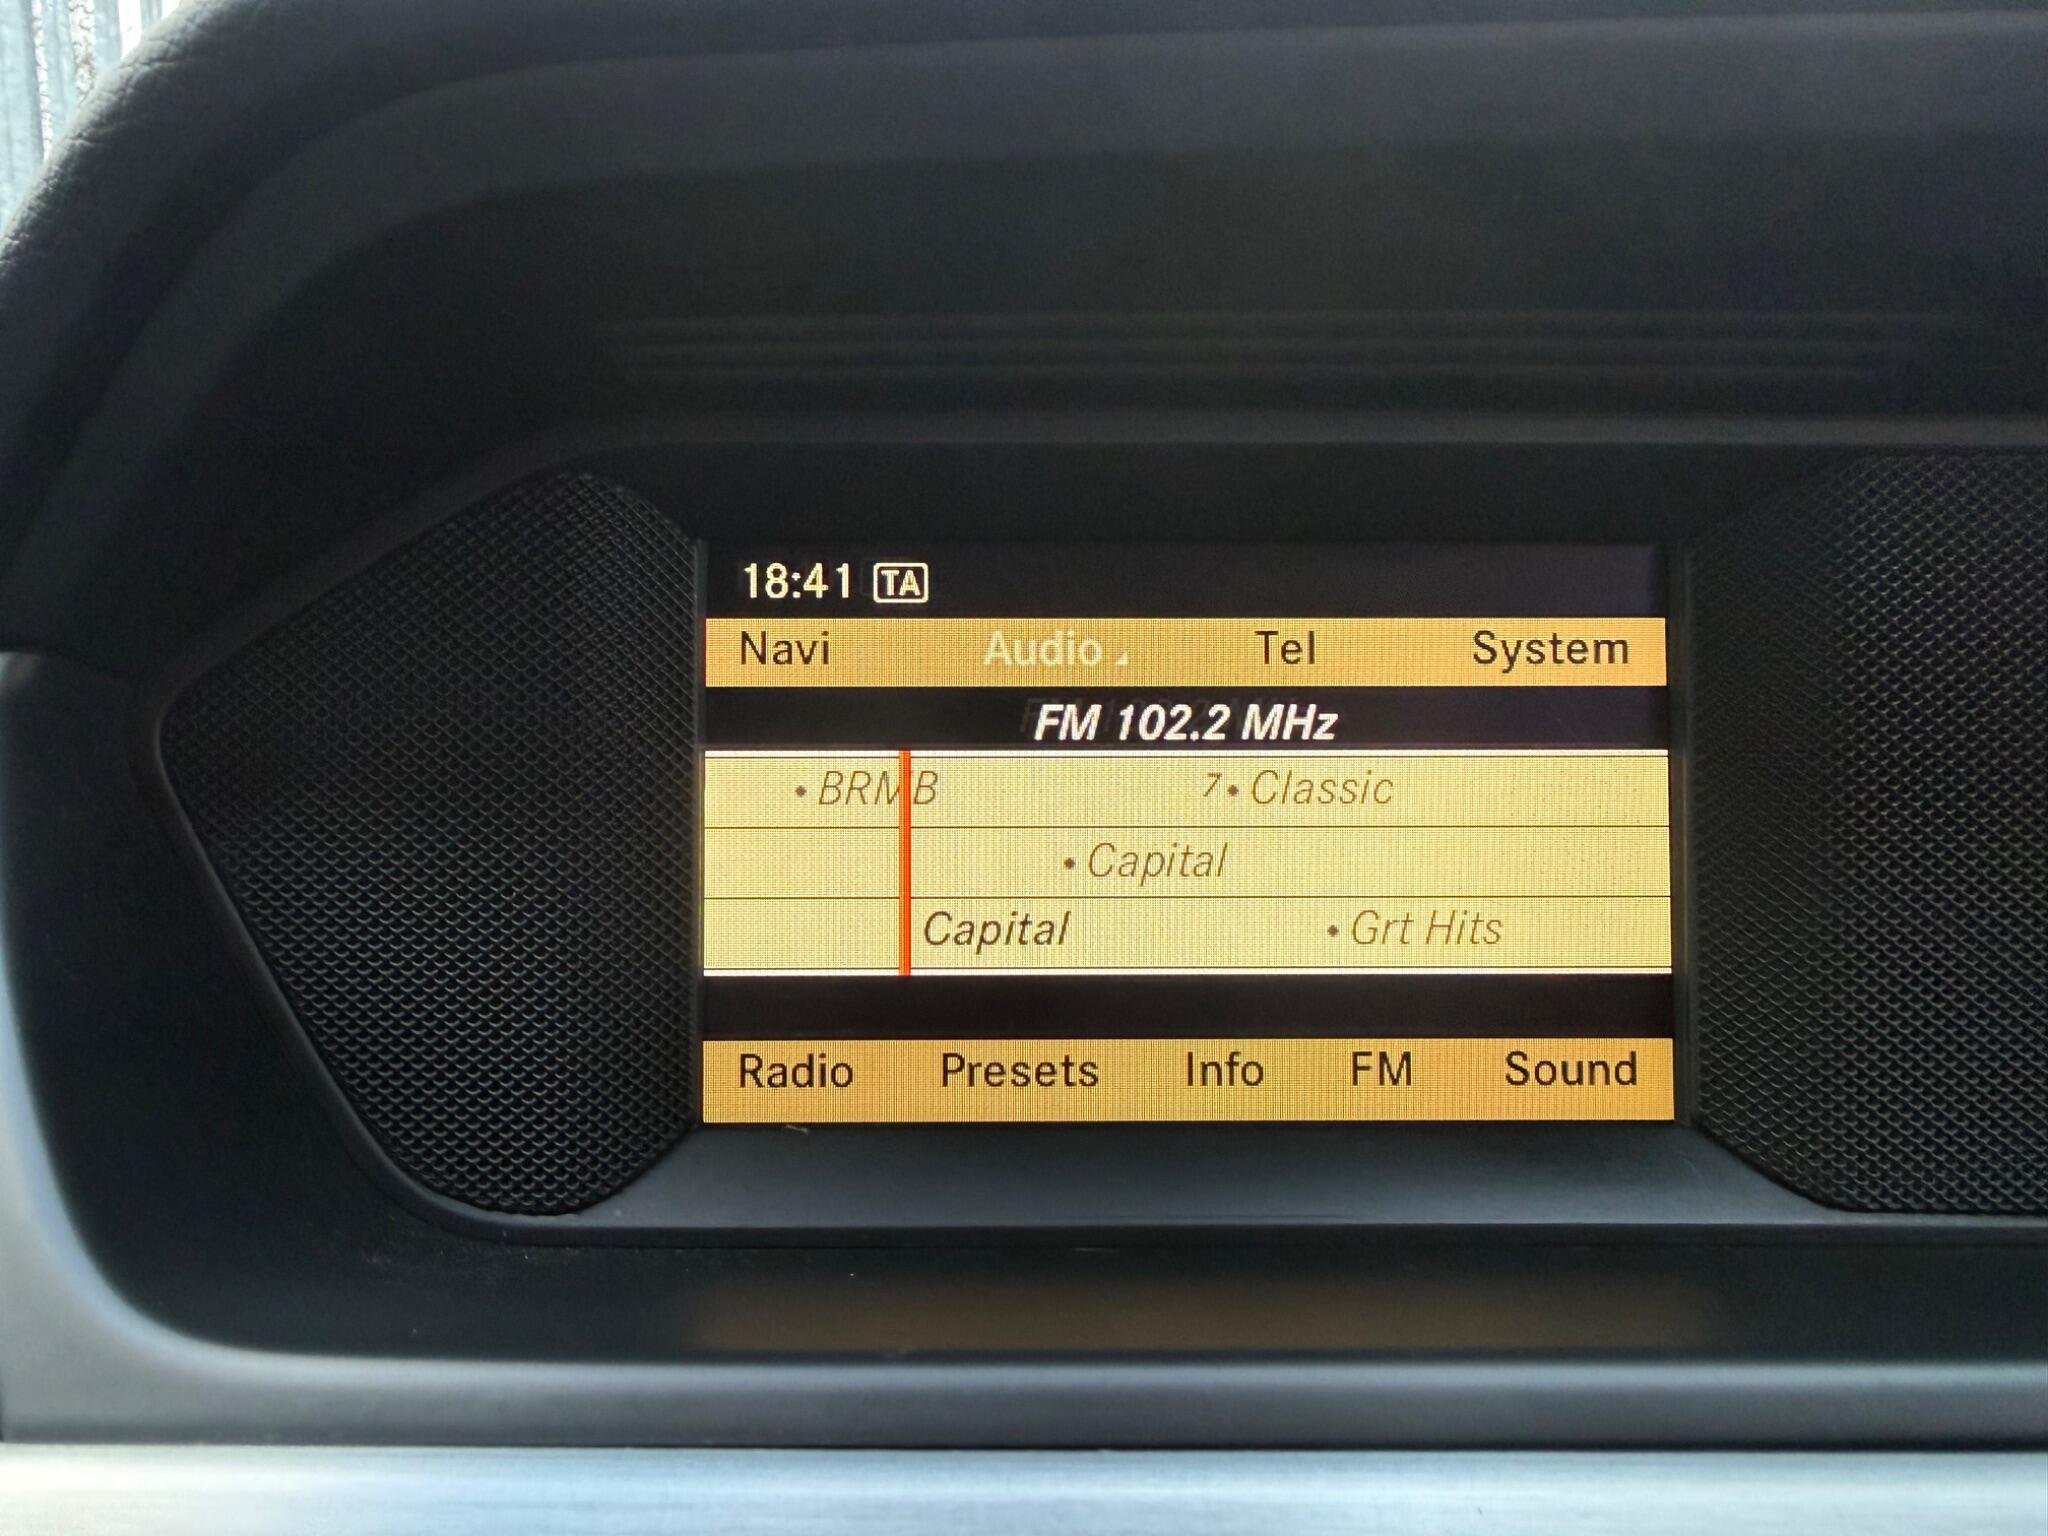 18:41 TA
Navi Audio Tel System
FM 102.2 MHz
• BRMB 7 • Classic
• Capital
Capital • Grt Hits
Radio Presets Info FM Sound